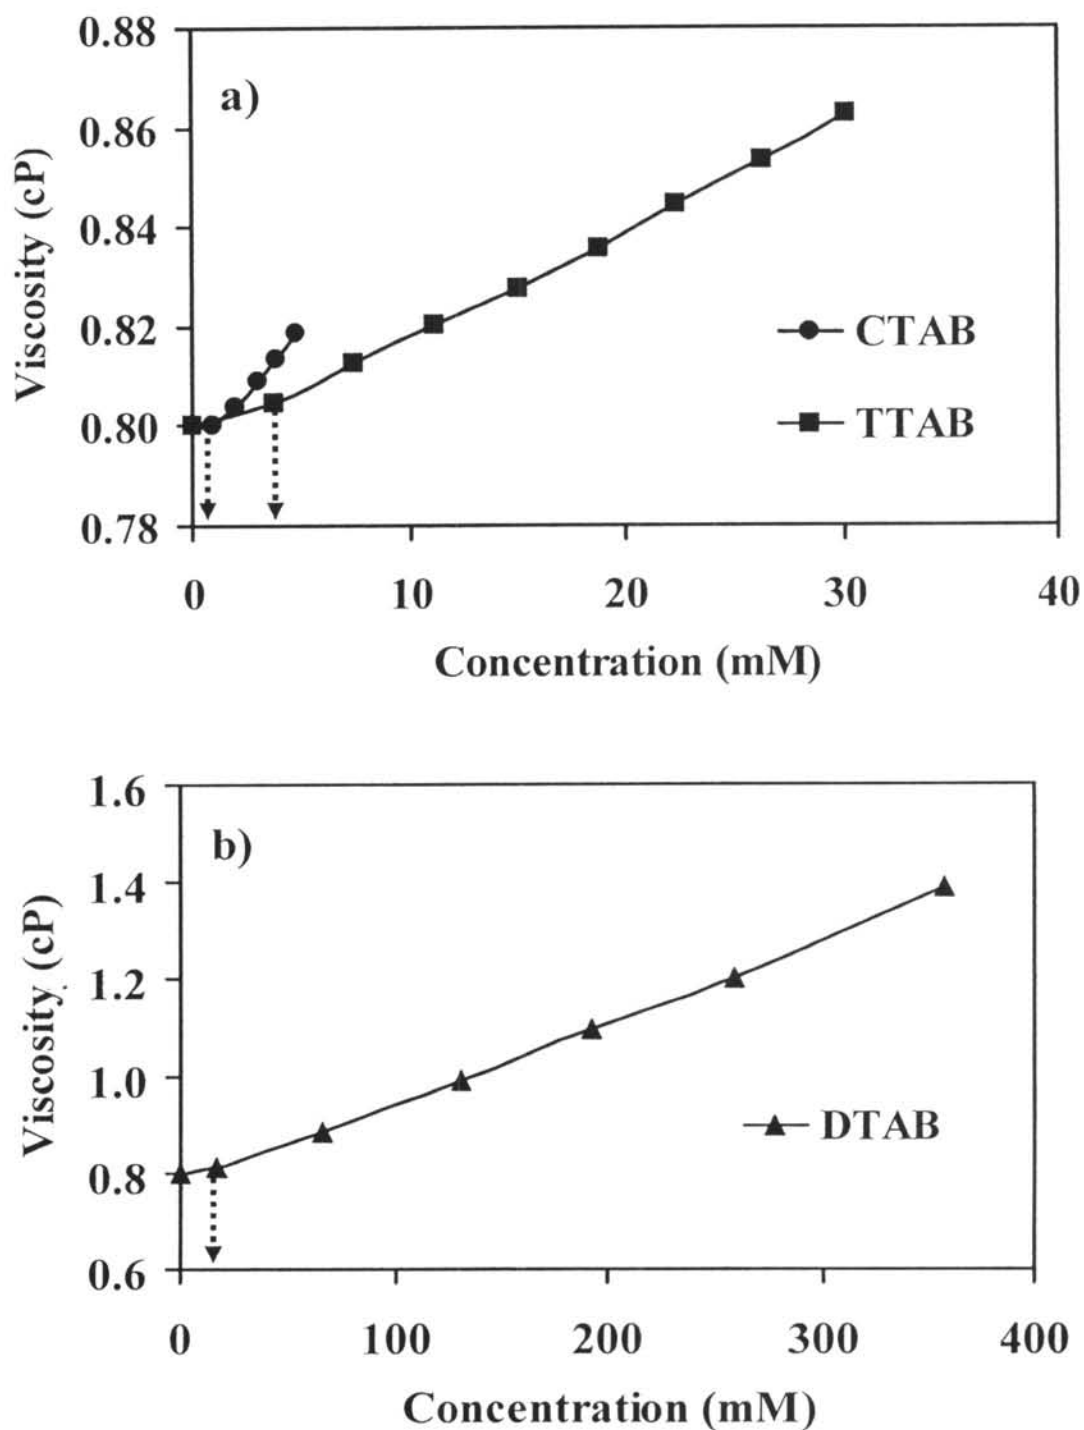 0.88
a)
0.86
0.84
0.82
0.80
0.78
Viscosity (cP)
CTAB
TTAB
0 10 20 30 40
Concentration (mM)
1.6
b)
1.4
1.2
1.0
0.8
0.6
Viscosity (cP)
DTAB
0 100 200 300 400
Concentration (mM)